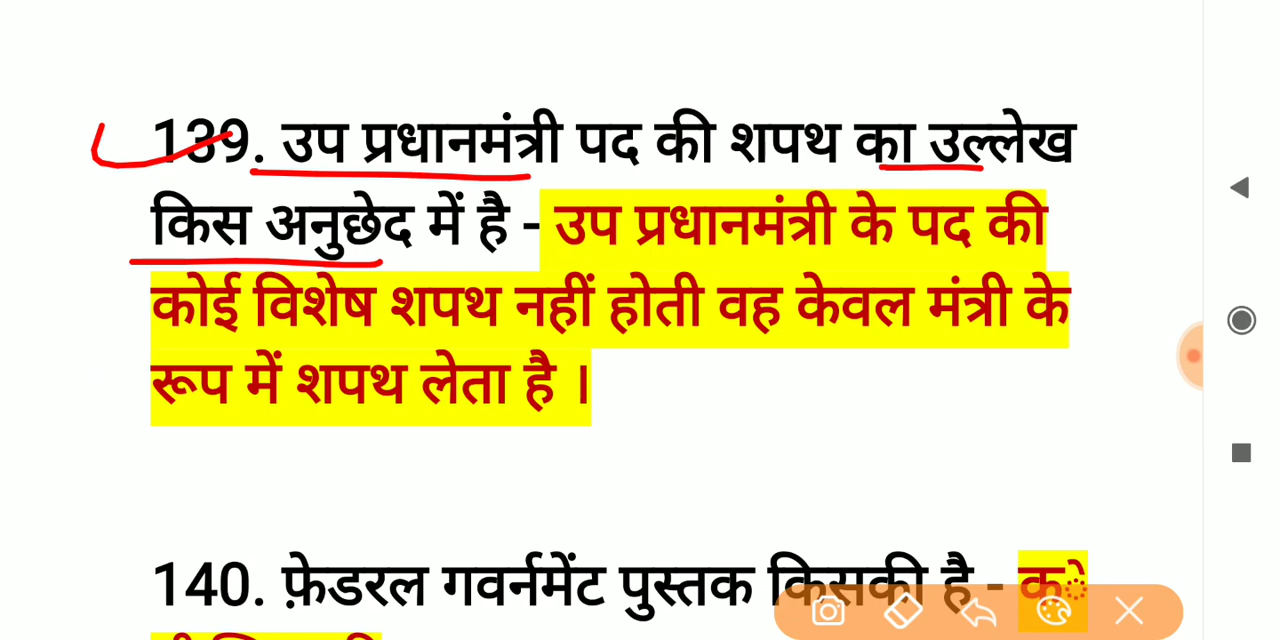 139. उप प्रधानमंत्री पद की शपथ का उल्लेख
किस अनुछेद में है - उप प्रधानमंत्री के पद की
कोई विशेष शपथ नहीं होती वह केवल मंत्री के
रूप में शपथ लेता है ।
140. फ़ेडरल गवर्नमेंट पुस्तक किसकी है -